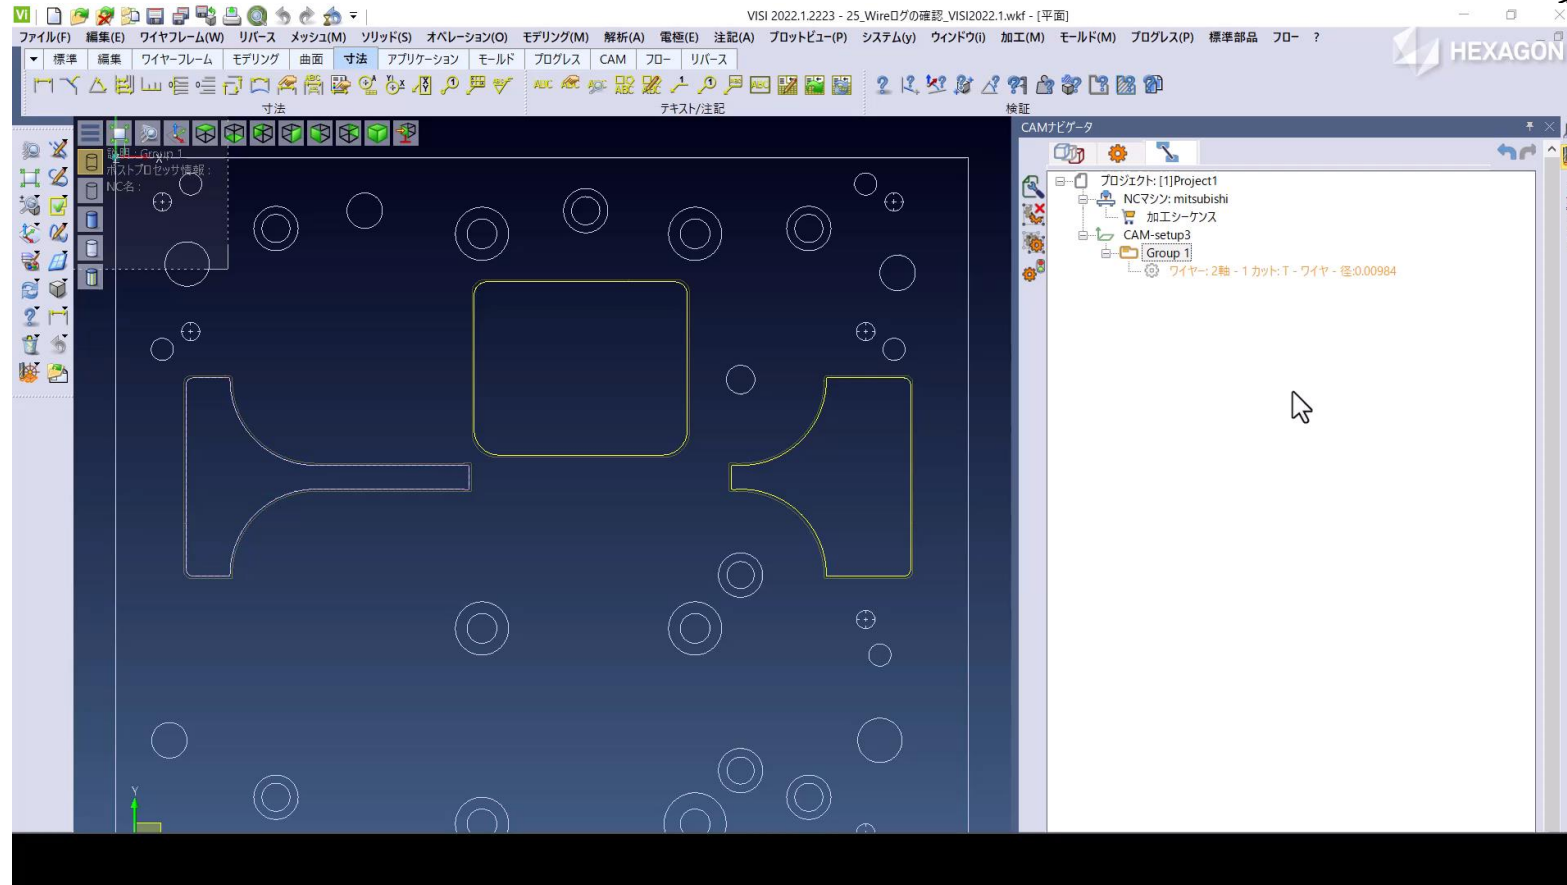 Vi VISI 2022.1.2223 - 25_Wireログの確認_VISI2022.1.wkf - [平面]
ファイル(F) 編集(E) ワイヤフレーム(W) リバース メッシュ(M) ソリッド(S) オペレーション(O) モデリング(M) 解析(A) 電極(E) 注記(A) プロットビュー(P) システム(y) ウィンドウ(i) 加工(M) モールド(M) プログレス(P) 標準部品 フロー ?
HEXAGON
標準 編集 ワイヤーフレーム モデリング 曲面 寸法 アプリケーション モールド プログレス CAM フロー リバース
寸法 テキスト/注記 検証
CAMナビゲータ
説明 : Group 1
ポストプロセッサ情報 :
NC名 :
X
Y
プロジェクト: [1]Project1
NCマシン: mitsubishi
加工シーケンス
CAM-setup3
Group 1
ワイヤー: 2軸 - 1 カット: T - ワイヤ - 径:0.00984